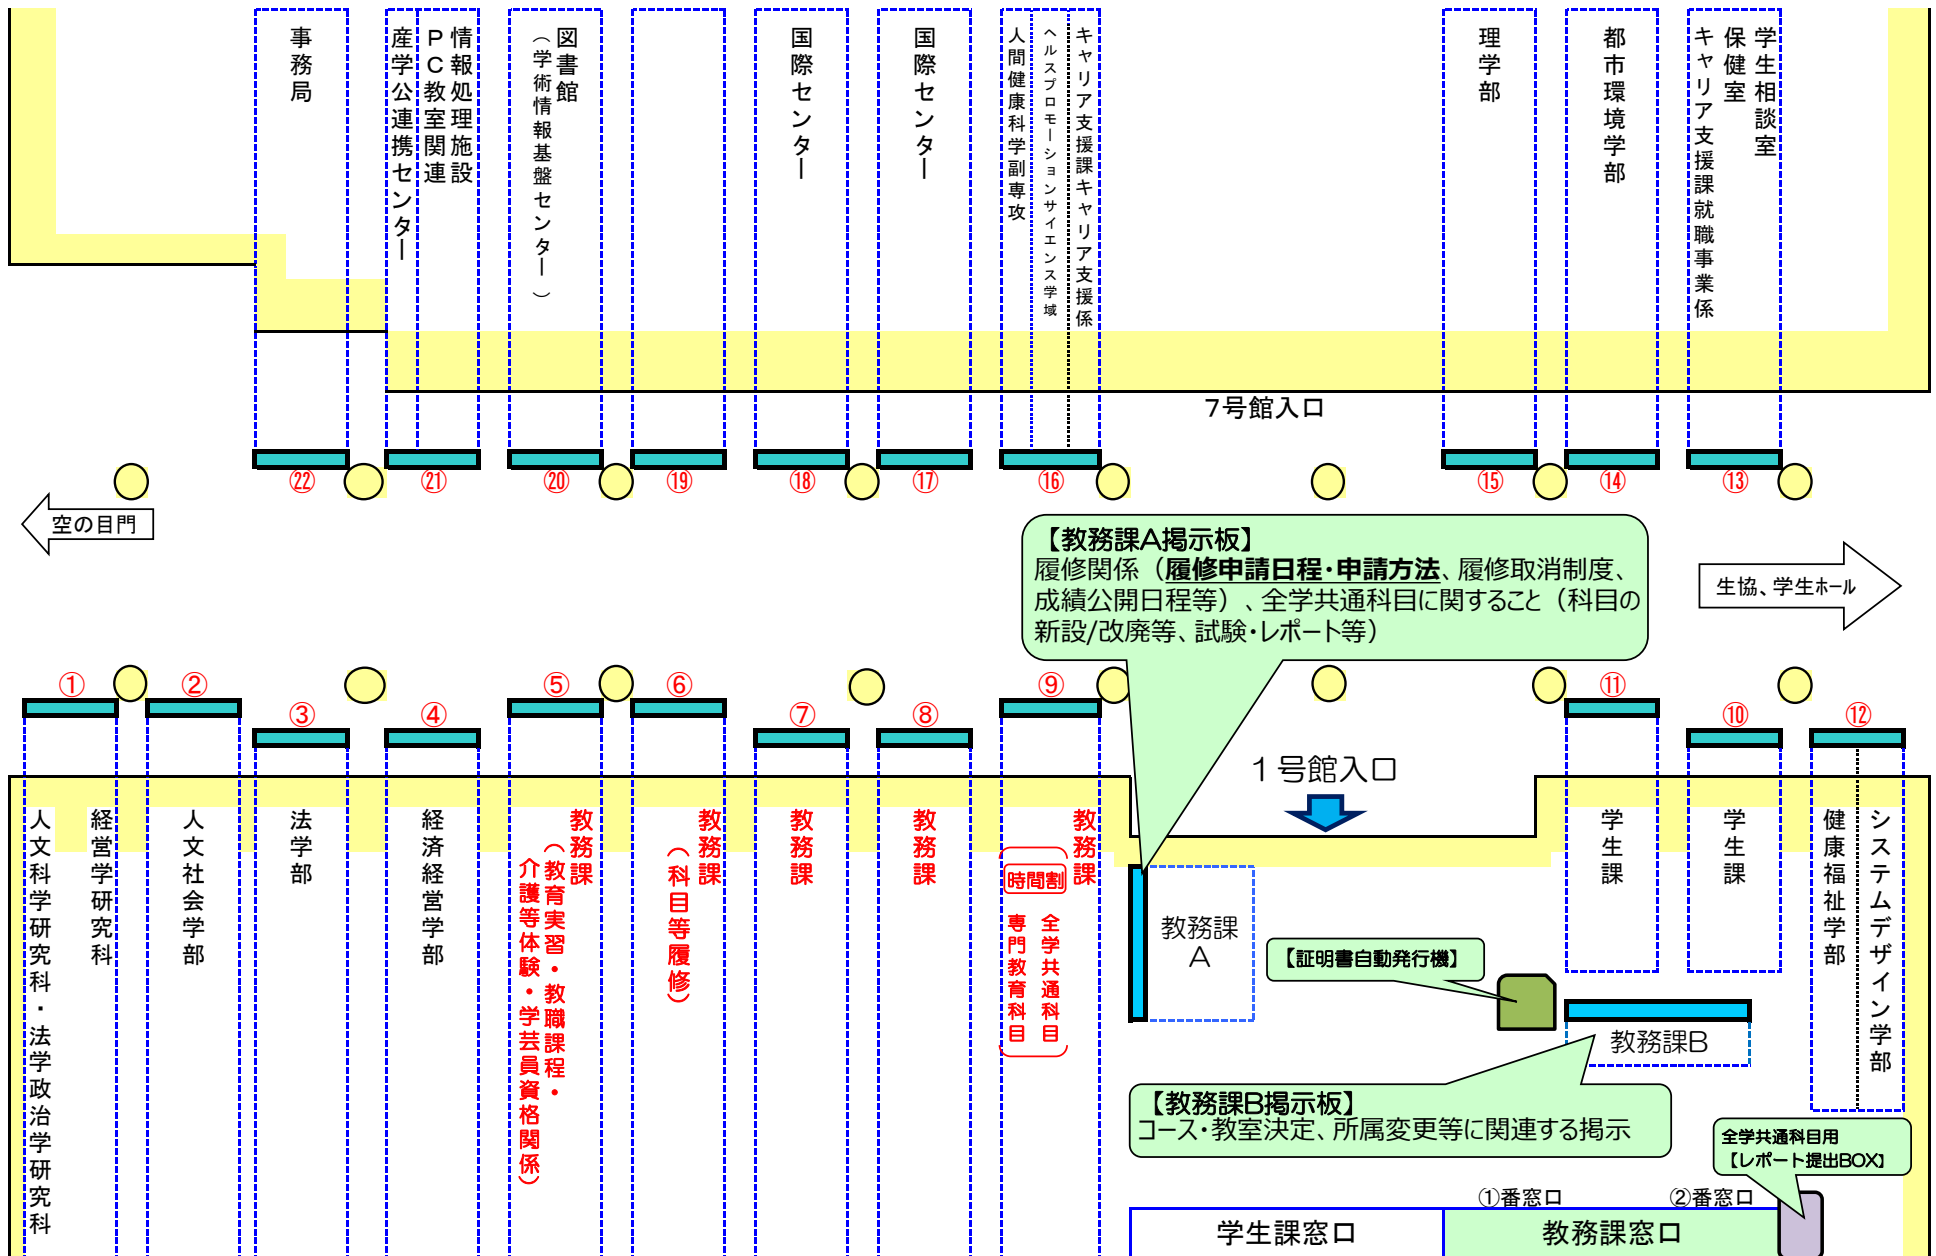 事務局
産学公連携センター
情報処理施設
PC教室関連
図書館
（学術情報基盤センター）
国際センター
国際センター
人間健康科学副専攻
ヘルスプロモーションサイエンス学域
キャリア支援課キャリア支援係
理学部
都市環境学部
学生相談室
保健室
キャリア支援課就職事業係
7号館入口
㉒
㉑
⑳
⑲
⑱
⑰
⑯
⑮
⑭
⑬
空の目門
【教務課A掲示板】
履修関係（履修申請日程・申請方法、履修取消制度、
成績公開日程等）、全学共通科目に関すること（科目の
新設/改廃等、試験・レポート等）
生協、学生ホール
①
②
③
④
⑤
⑥
⑦
⑧
⑨
⑪
⑩
⑫
１号館入口
経営学研究科
人文科学研究科・法学政治学研究科
人文社会学部
法学部
経済経営学部
教務課
（教育実習・教職課程・
介護等体験・学芸員資格関係）
教務課
（科目等履修）
教務課
教務課
教務課
時間割
全学共通科目
専門教育科目
教務課
A
学生課
学生課
システムデザイン学部
健康福祉学部
【証明書自動発行機】
教務課B
【教務課B掲示板】
コース・教室決定、所属変更等に関連する掲示
全学共通科目用
【レポート提出BOX】
①番窓口
②番窓口
学生課窓口
教務課窓口